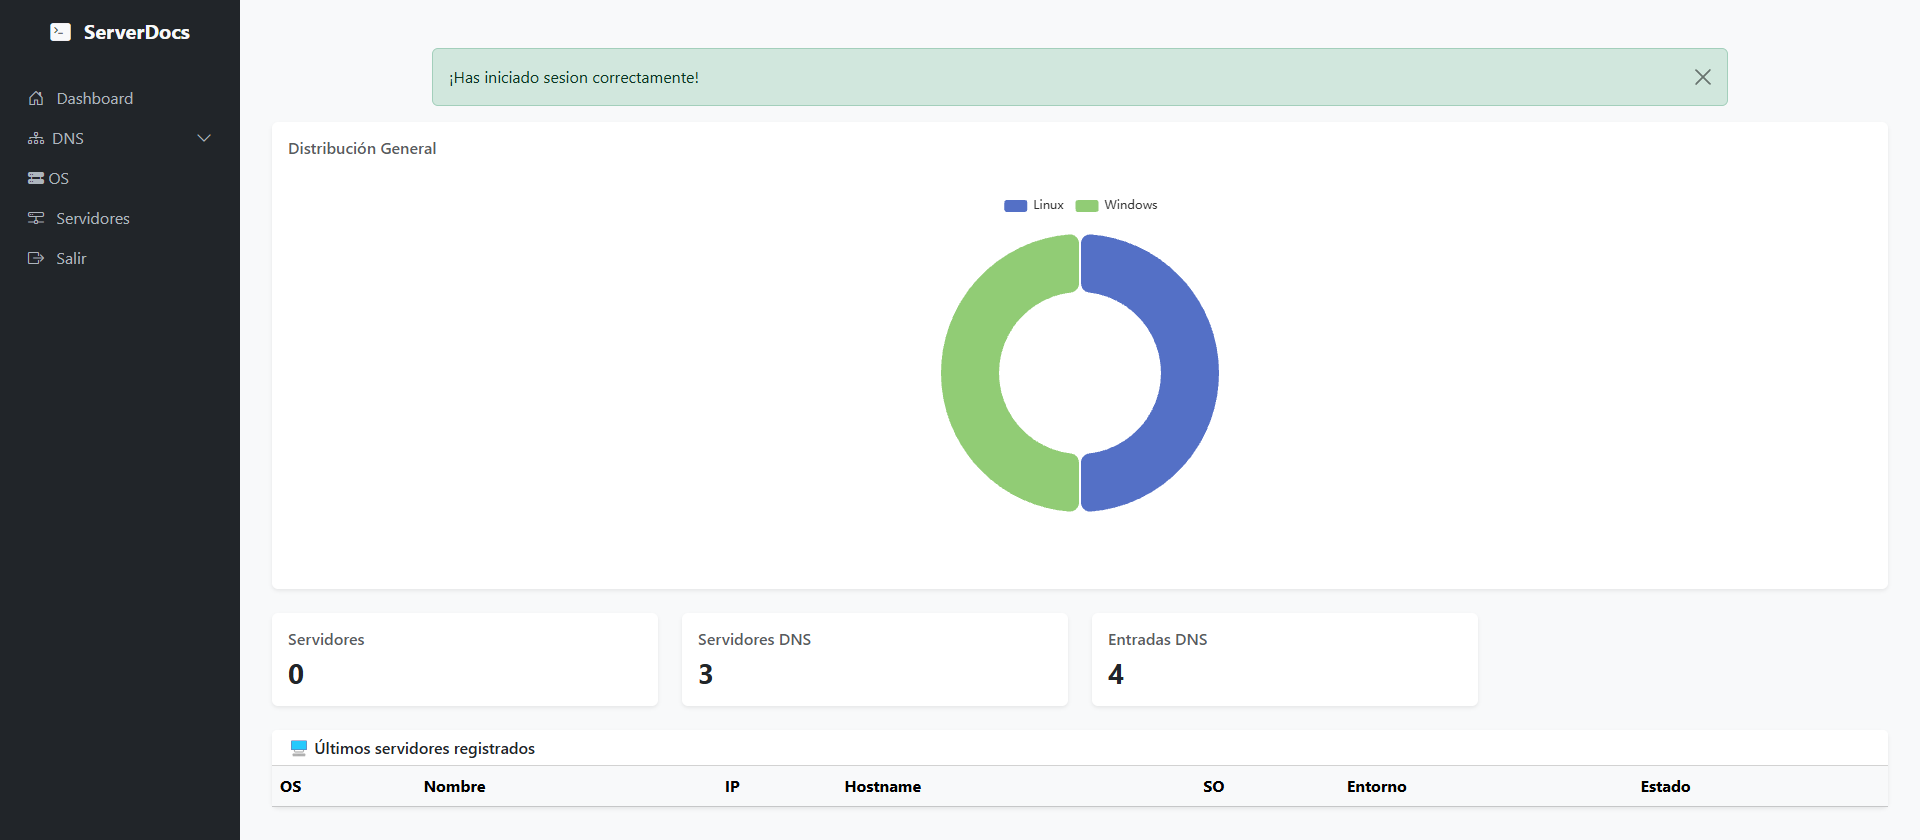 ServerDocs
Dashboard
DNS
OS
Servidores
Salir
¡Has iniciado sesion correctamente!
Distribución General
Linux Windows
Servidores
0
Servidores DNS
3
Entradas DNS
4
Últimos servidores registrados
OS Nombre IP Hostname SO Entorno Estado